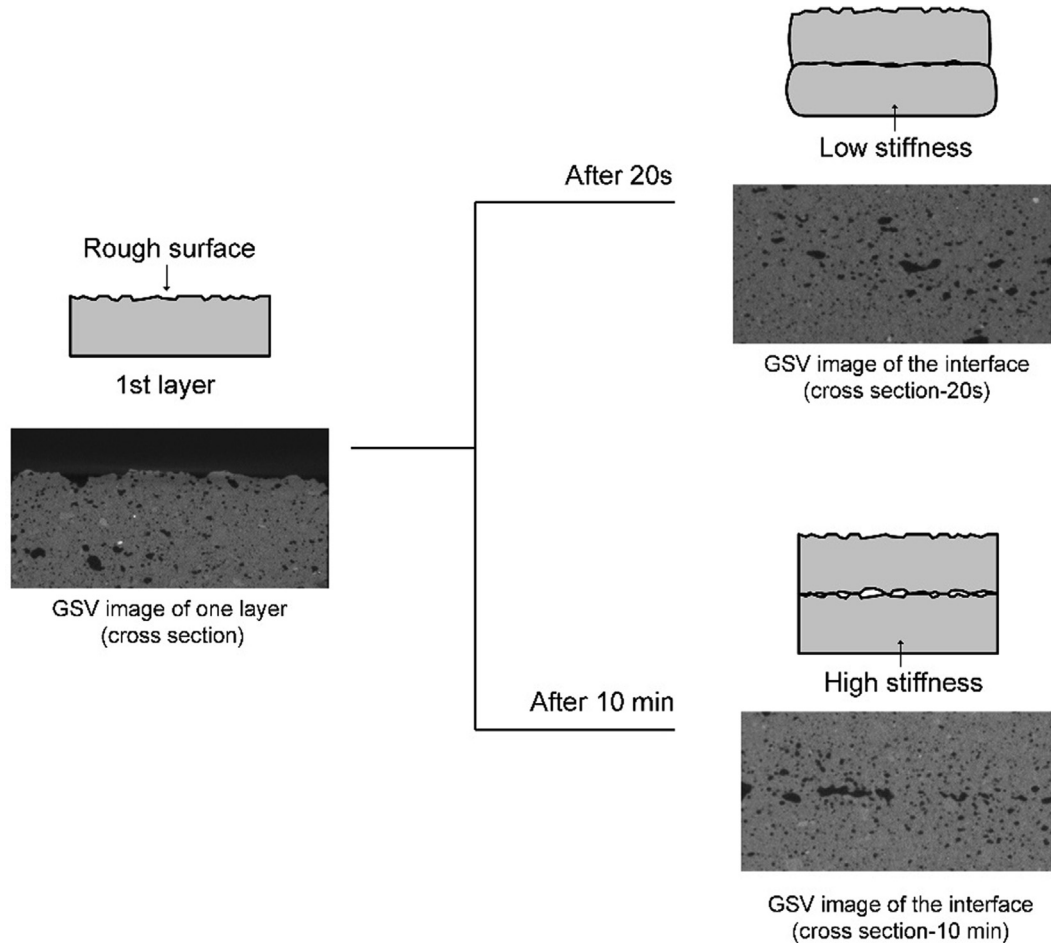 Rough surface
1st layer
GSV image of one layer
(cross section)
After 20s
Low stiffness
GSV image of the interface
(cross section-20s)
After 10 min
High stiffness
GSV image of the interface
(cross section-10 min)